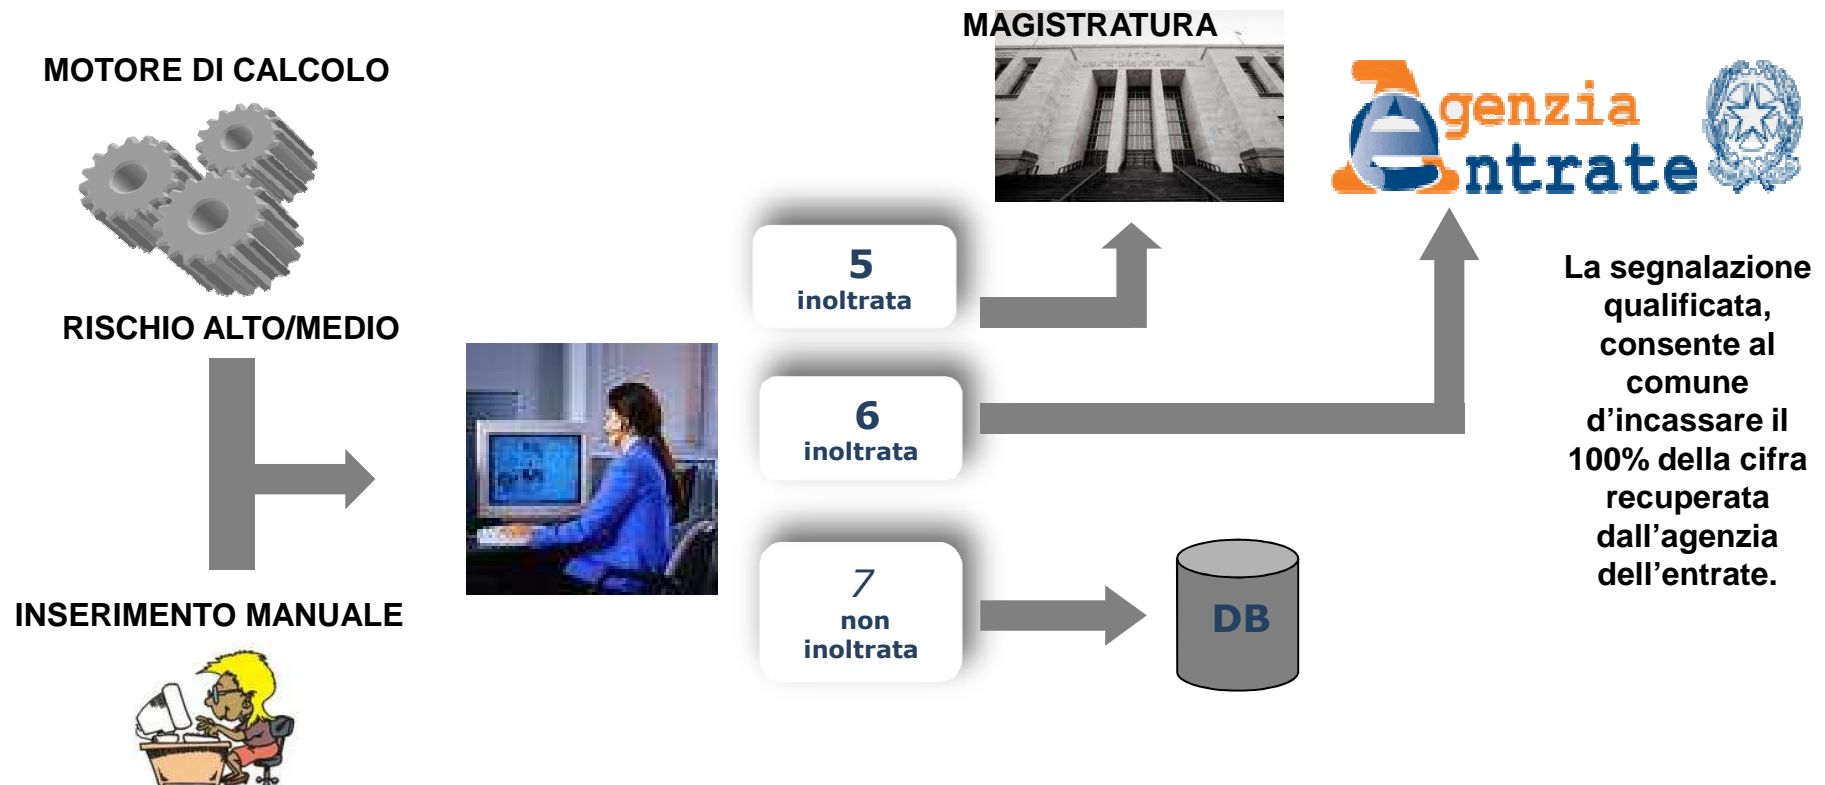 MAGISTRATURA
MOTORE DI CALCOLO
Agenzia
Entrate
5
inoltrata
La segnalazione
qualificata,
consente al
comune
d’incassare il
100% della cifra
recuperata
dall’agenzia
dell’entrate.
RISCHIO ALTO/MEDIO
6
inoltrata
7
non
inoltrata
DB
INSERIMENTO MANUALE